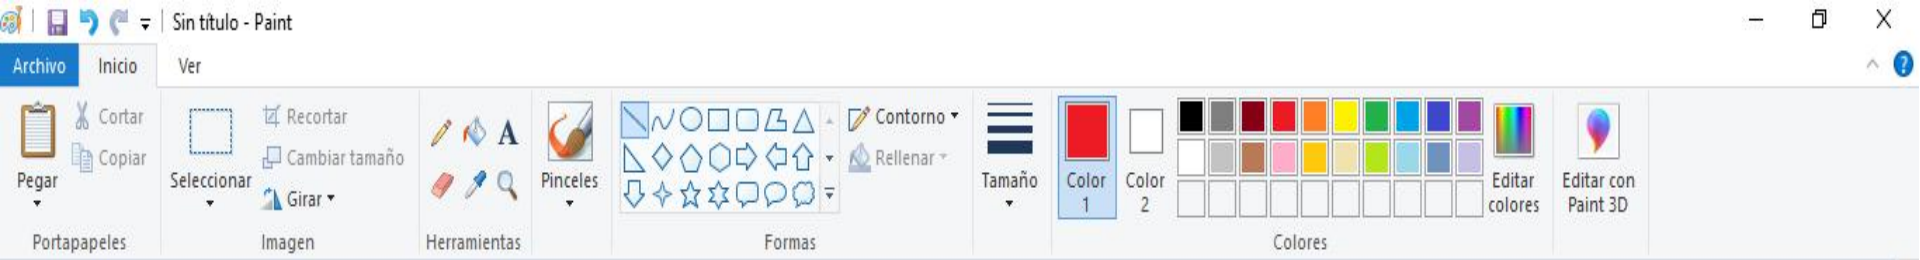 Sin título - Paint
Archivo Inicio Ver
Pegar
Cortar
Copiar
Portapapeles
Seleccionar
Recortar
Cambiar tamaño
Girar
Imagen
A
Herramientas
Pinceles
Contorno
Rellenar
Formas
Tamaño
Color
1
Color
2
Editar
colores
Colores
Editar con
Paint 3D
?